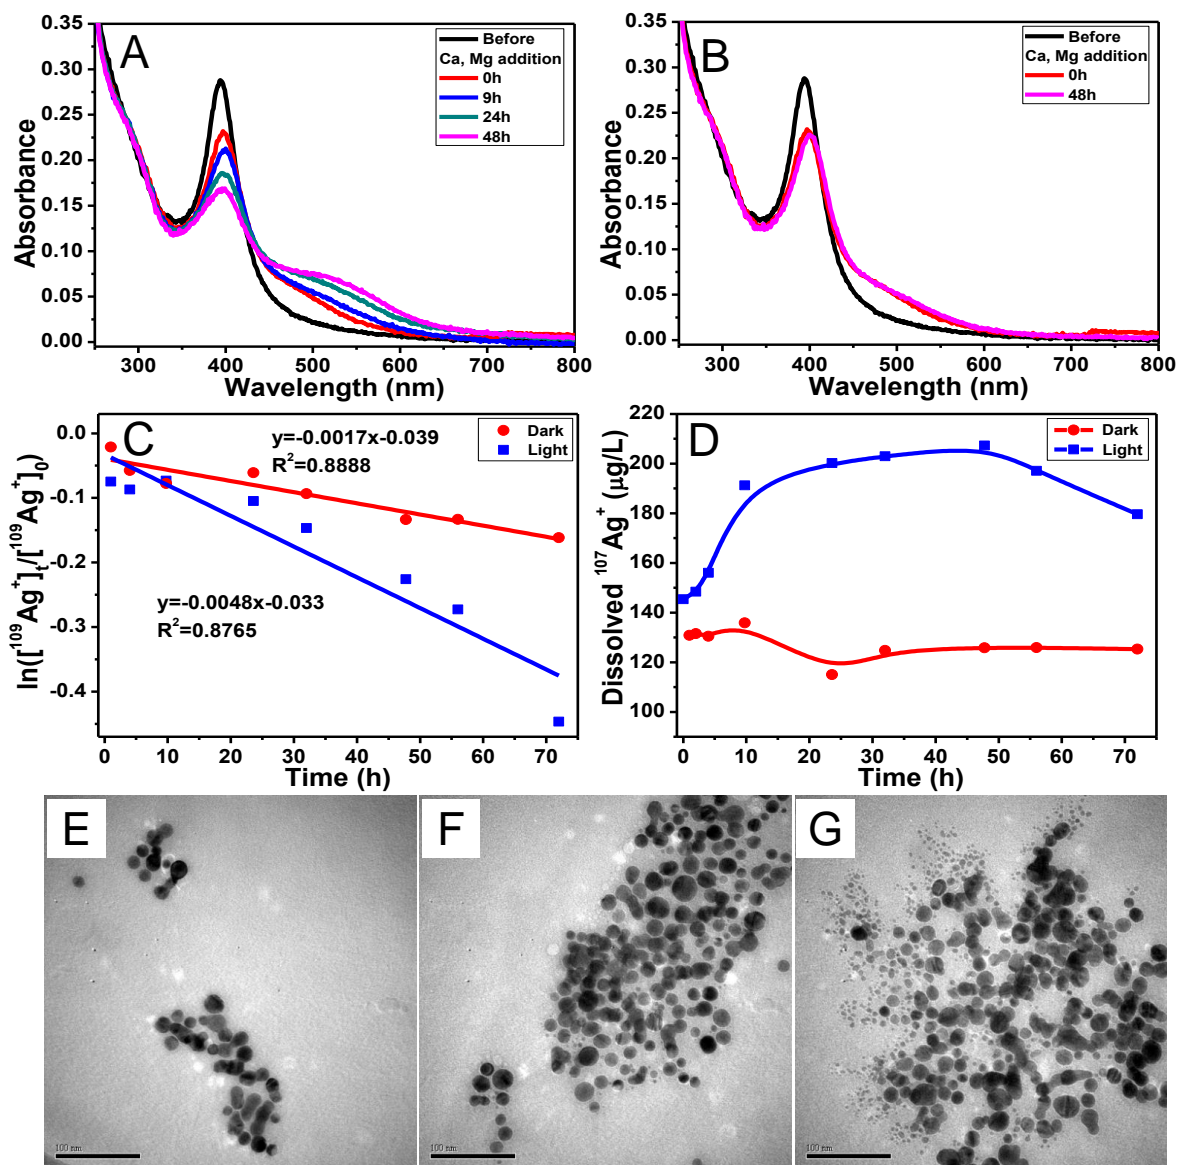 A
Before
Ca, Mg addition
0h
9h
24h
48h
0.35
0.30
0.25
0.20
0.15
0.10
0.05
0.00
Absorbance
300 400 500 600 700 800
Wavelength (nm)
B
Before
Ca, Mg addition
0h
48h
0.35
0.30
0.25
0.20
0.15
0.10
0.05
0.00
Absorbance
300 400 500 600 700 800
Wavelength (nm)
C
Dark
Light
y=-0.0017x-0.039
R²=0.8888
y=-0.0048x-0.033
R²=0.8765
0.0
-0.1
-0.2
-0.3
-0.4
ln([¹⁰⁹Ag⁺]ₜ/[¹⁰⁹Ag⁺]₀)
0 10 20 30 40 50 60 70
Time (h)
D
Dark
Light
220
200
180
160
140
120
100
Dissolved ¹⁰⁷Ag⁺ (µg/L)
0 10 20 30 40 50 60 70
Time (h)
E
100 nm
F
100 nm
G
100 nm